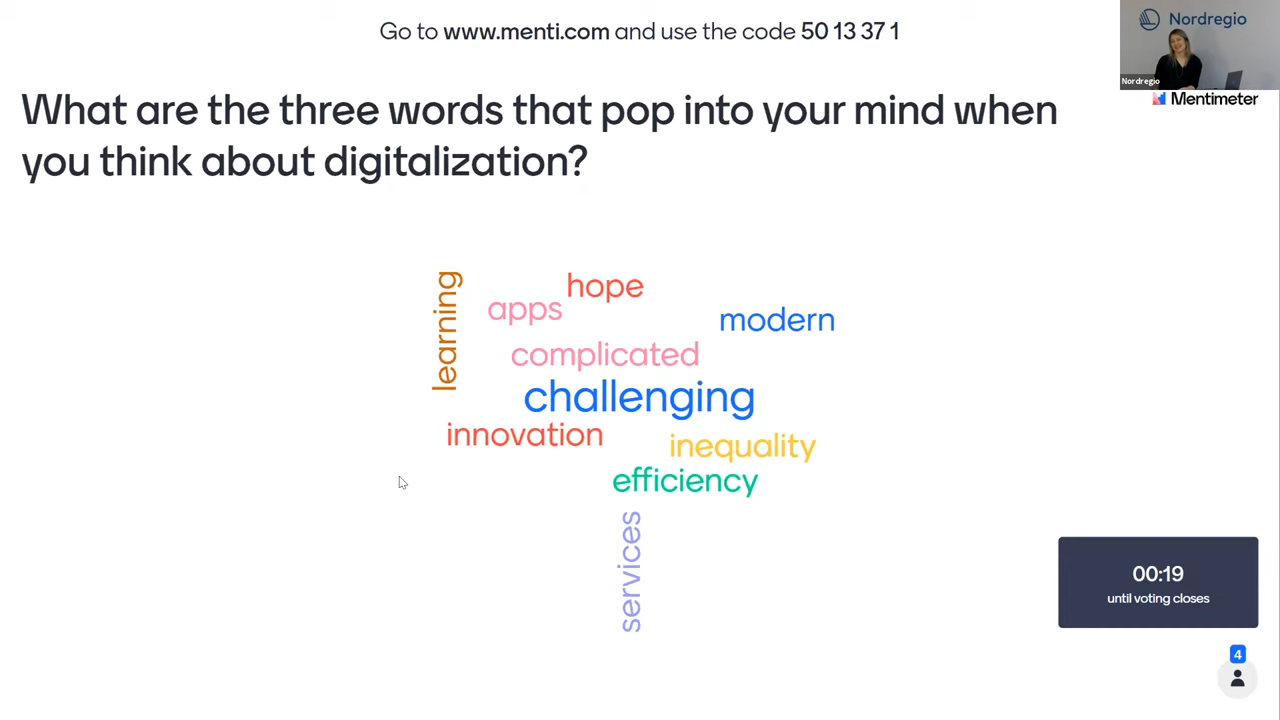 Go to www.menti.com and use the code 50 13 37 1
Nordregio
Nordregio
Mentimeter
What are the three words that pop into your mind when
you think about digitalization?
learning
hope
apps
modern
complicated
challenging
innovation
inequality
efficiency
services
00:19
until voting closes
4